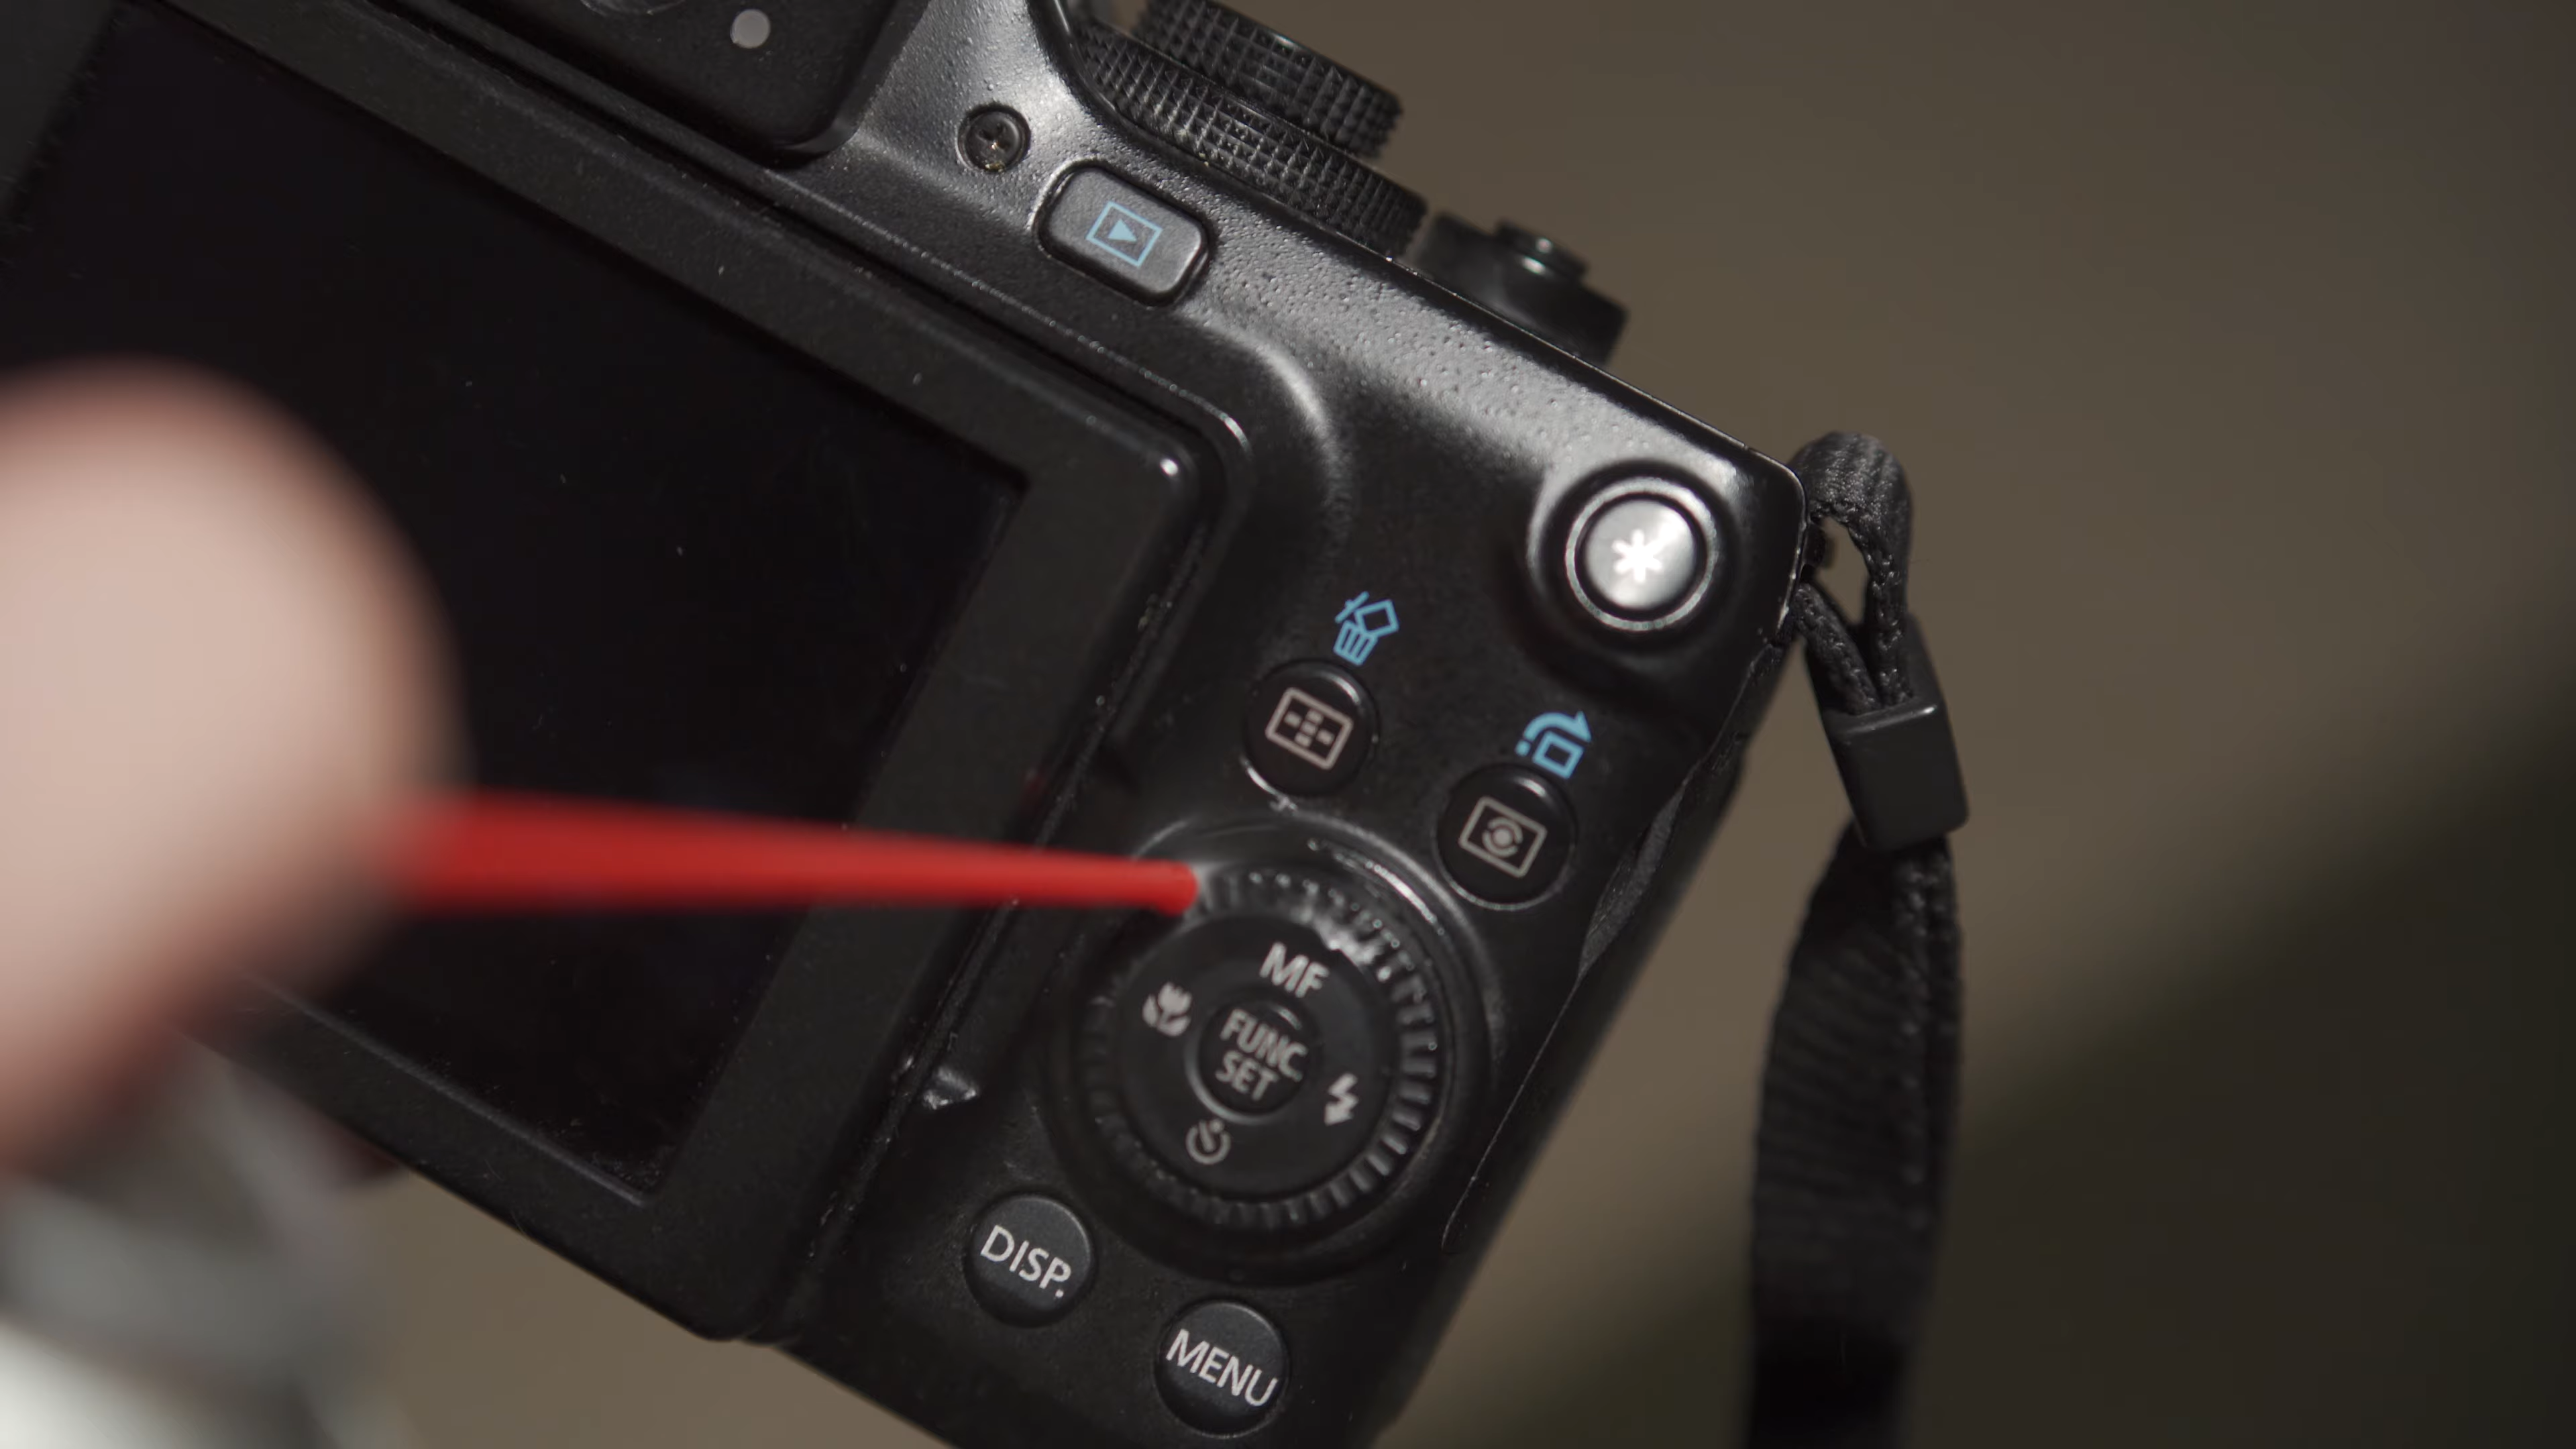 MF
FUNC.
SET
DISP.
MENU